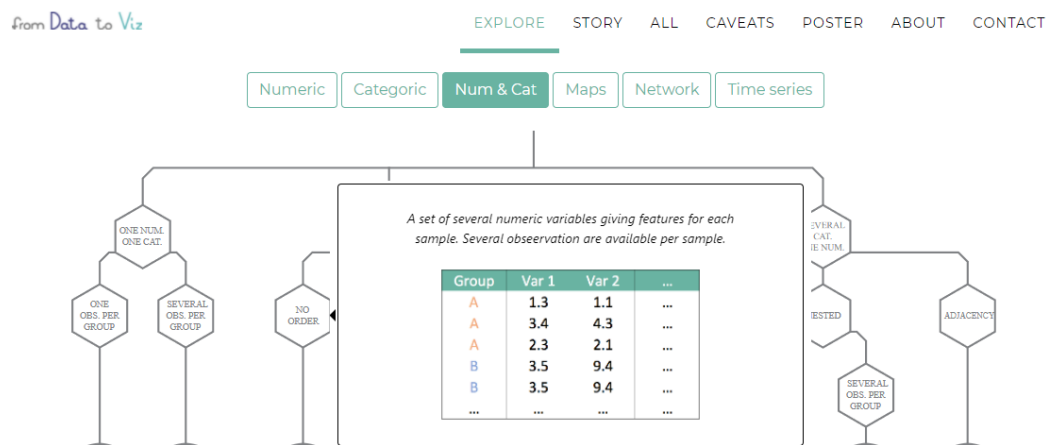 from Data to Viz
EXPLORE STORY ALL CAVEATS POSTER ABOUT CONTACT
Numeric Categoric Num & Cat Maps Network Time series
ONE NUM.
ONE CAT.
ONE
OBS. PER
GROUP
SEVERAL
OBS. PER
GROUP
NO
ORDER
A set of several numeric variables giving features for each
sample. Several obseervation are available per sample.
Group Var 1 Var 2 ...
A 1.3 1.1 ...
A 3.4 4.3 ...
A 2.3 2.1 ...
B 3.5 9.4 ...
B 3.5 9.4 ...
... ... ... ...
EVERAL
CAT.
NE NUM.
ESTED
SEVERAL
OBS. PER
GROUP
ADJACENCY